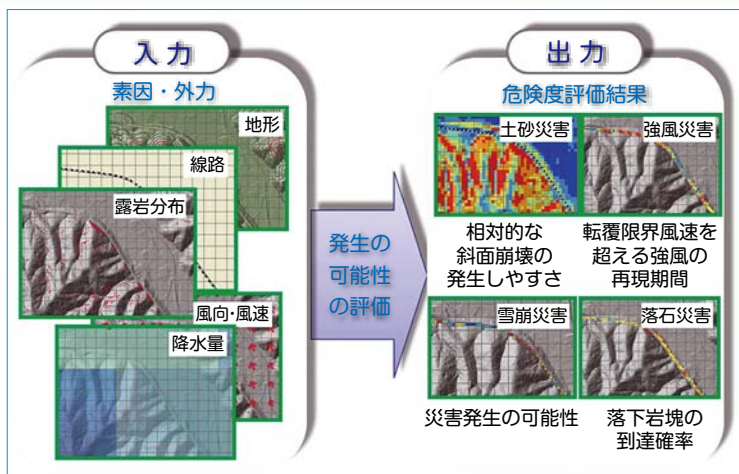 入力
素因・外力
地形
線路
露岩分布
風向・風速
降水量
発生の
可能性
の評価
出力
危険度評価結果
土砂災害
相対的な
斜面崩壊の
発生しやすさ
強風災害
転覆限界風速を
超える強風の
再現期間
雪崩災害
災害発生の可能性
落石災害
落下岩塊の
到達確率